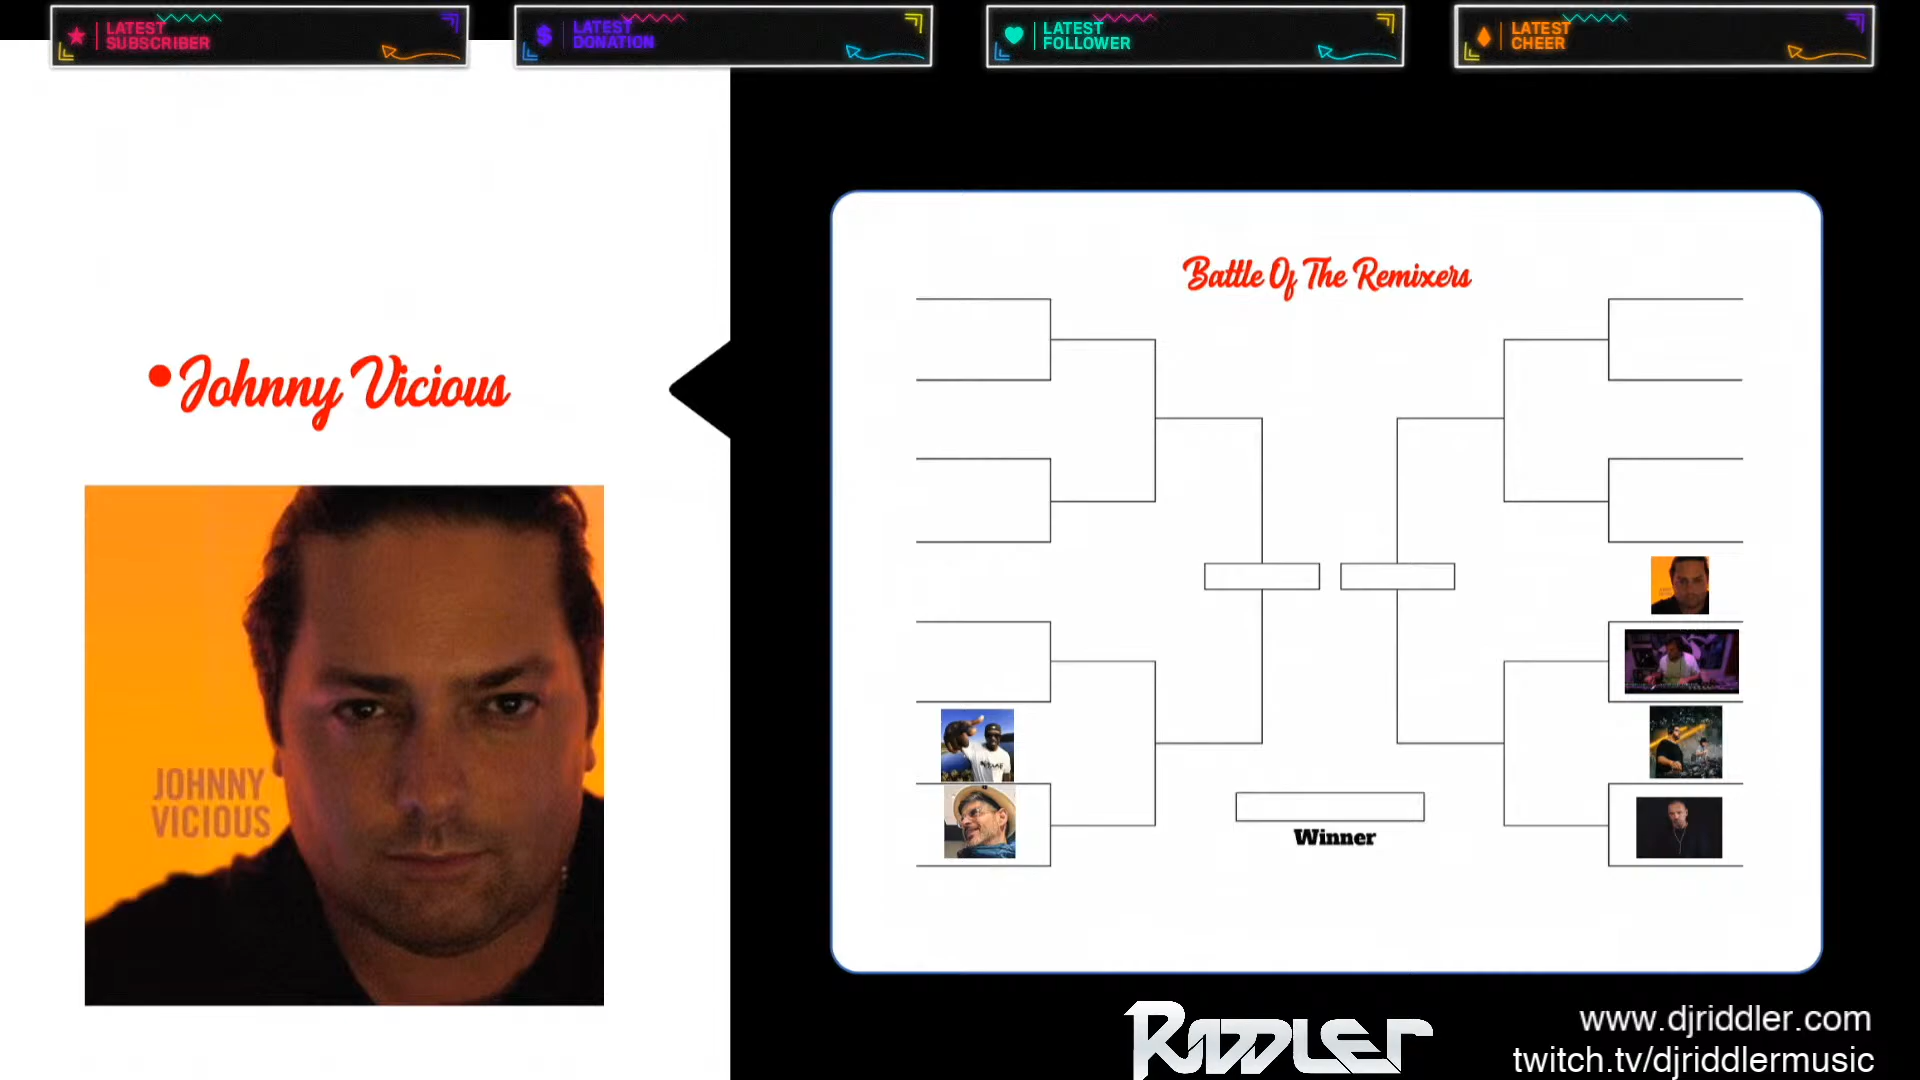 LATEST
SUBSCRIBER
LATEST
DONATION
LATEST
FOLLOWER
LATEST
CHEER
Battle Of The Remixers
•Johnny Vicious
JOHNNY
VICIOUS
Winner
RIDDLER
www.djriddler.com
twitch.tv/djriddlermusic